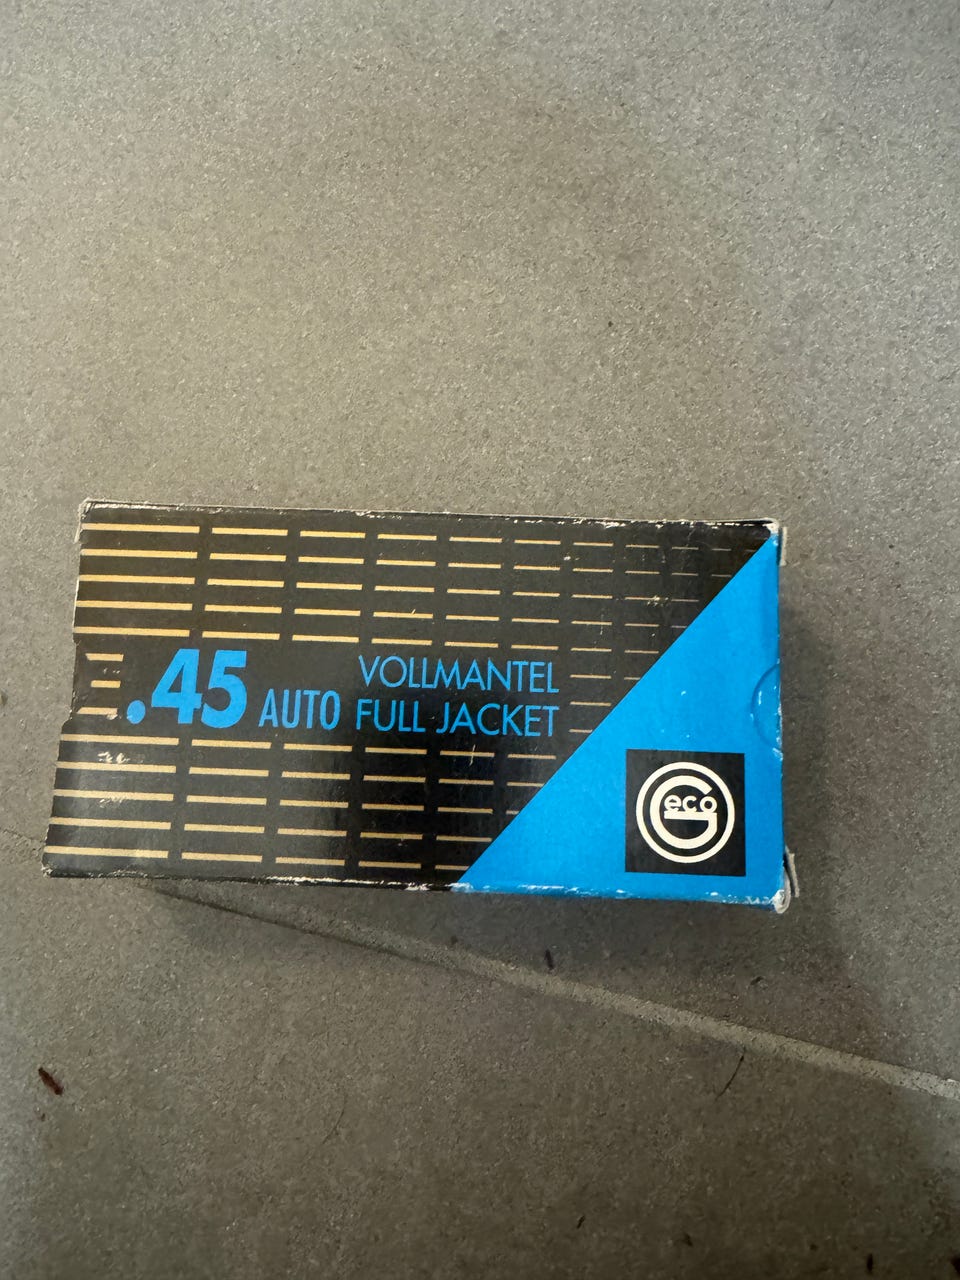 .45 AUTO
VOLLMANTEL
FULL JACKET
Geco